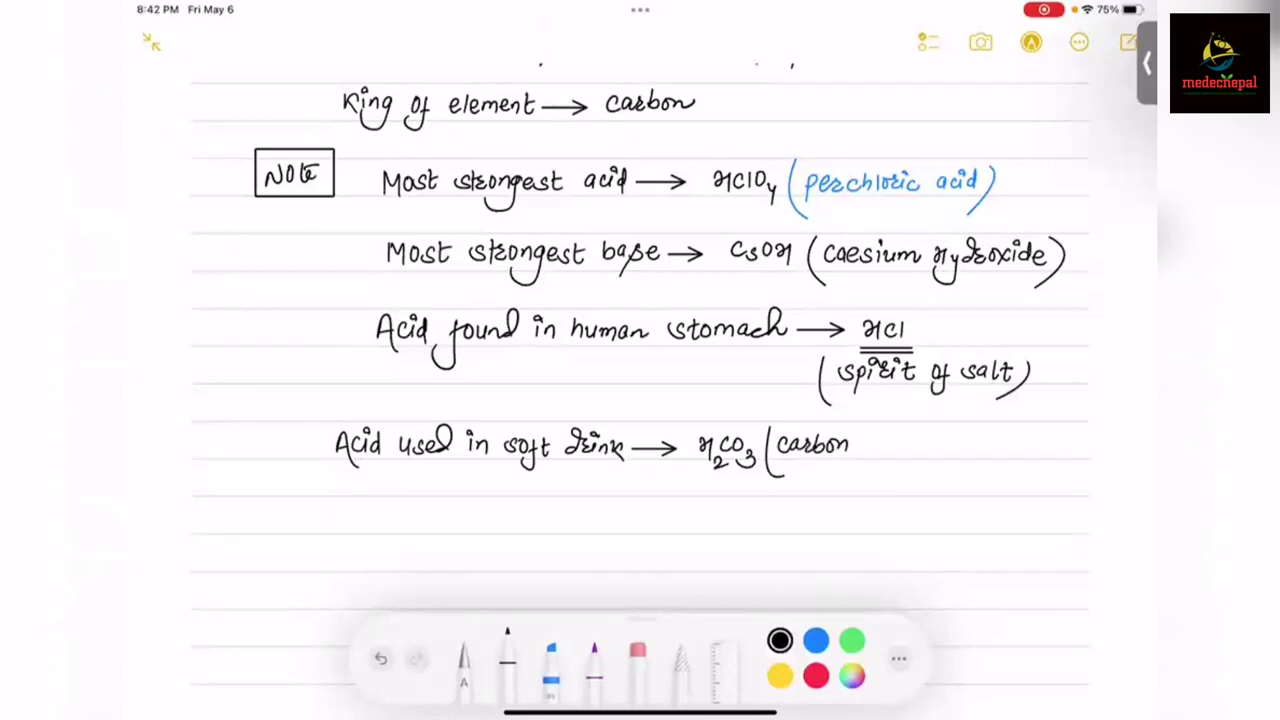 8:42 PM Fri May 6
75%
medecnepal
King of element → carbon
NOTE
Most strongest acid → HClO4 (perchloric acid)
Most strongest base → CsOH (caesium Hydroxide)
Acid found in human stomach → HCl
(spirit of salt)
Acid used in soft drink → H2CO3 (carbon
A